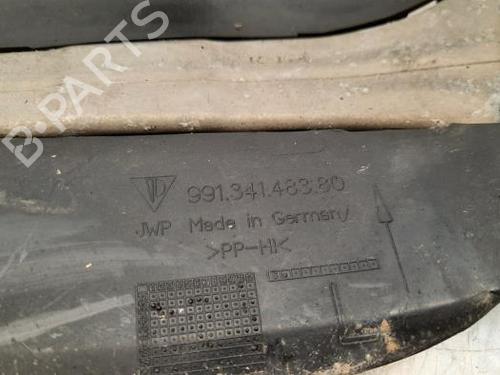 991.341.483.80
JWP Made in Germany
>PP-HI<
L
B-PARTS